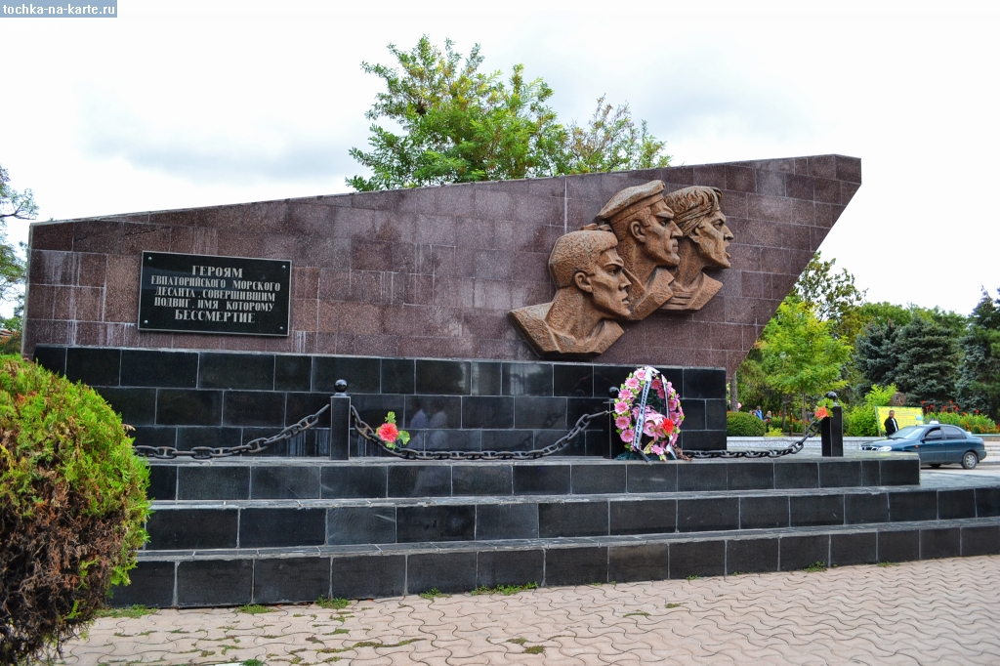 tochka-na-karte.ru
ГЕРОЯМ
ЕВПАТОРИЙСКОГО МОРСКОГО
ДЕСАНТА, СОВЕРШИВШИМ
ПОДВИГ, ИМЯ КОТОРОМУ
БЕССМЕРТИЕ